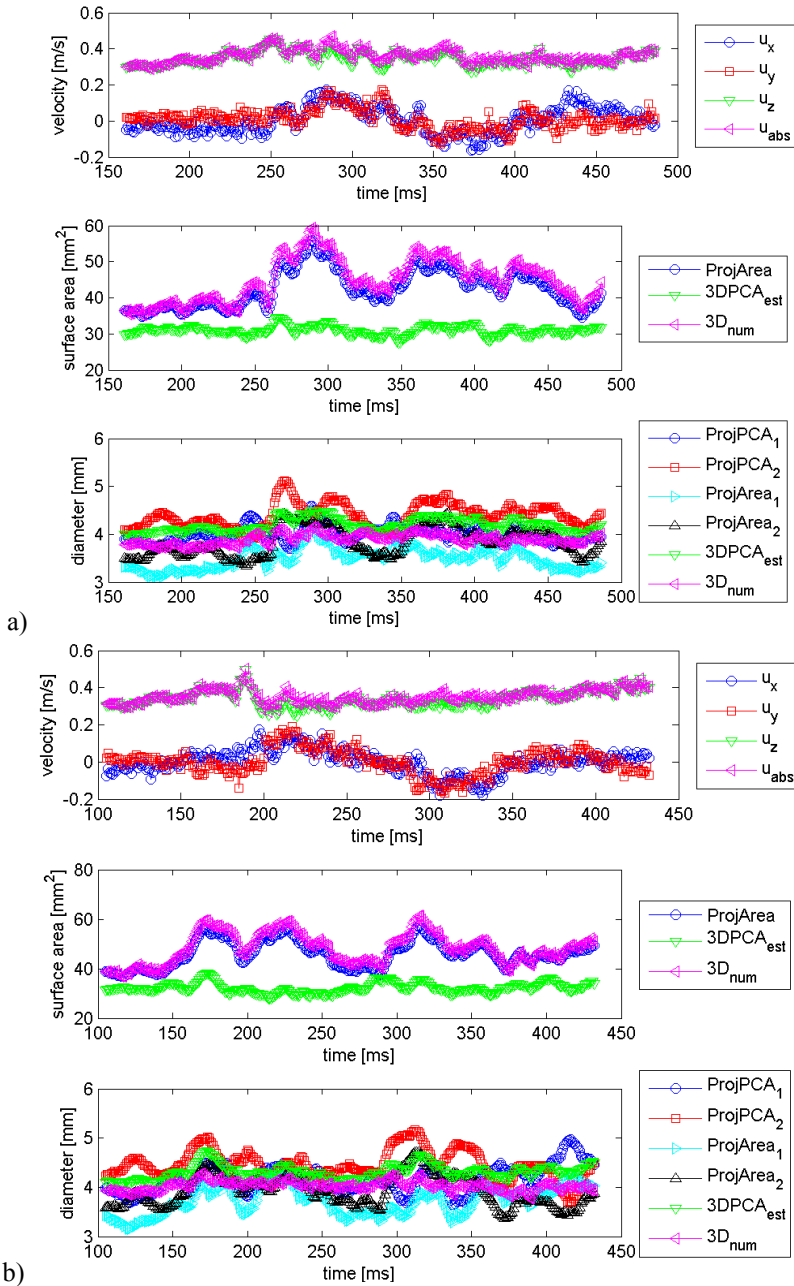 0.6
0.4
0.2
0
-0.2
velocity [m/s]
150 200 250 300 350 400 450 500
time [ms]
u_x
u_y
u_z
u_abs
60
50
40
30
20
surface area [mm²]
150 200 250 300 350 400 450 500
time [ms]
ProjArea
3DPCA_est
3D_num
6
5
4
3
diameter [mm]
150 200 250 300 350 400 450 500
time [ms]
ProjPCA_1
ProjPCA_2
ProjArea_1
ProjArea_2
3DPCA_est
3D_num
a)
0.6
0.4
0.2
0
-0.2
velocity [m/s]
100 150 200 250 300 350 400 450
time [ms]
u_x
u_y
u_z
u_abs
80
60
40
20
surface area [mm²]
100 150 200 250 300 350 400 450
time [ms]
ProjArea
3DPCA_est
3D_num
6
5
4
3
diameter [mm]
100 150 200 250 300 350 400 450
time [ms]
ProjPCA_1
ProjPCA_2
ProjArea_1
ProjArea_2
3DPCA_est
3D_num
b)